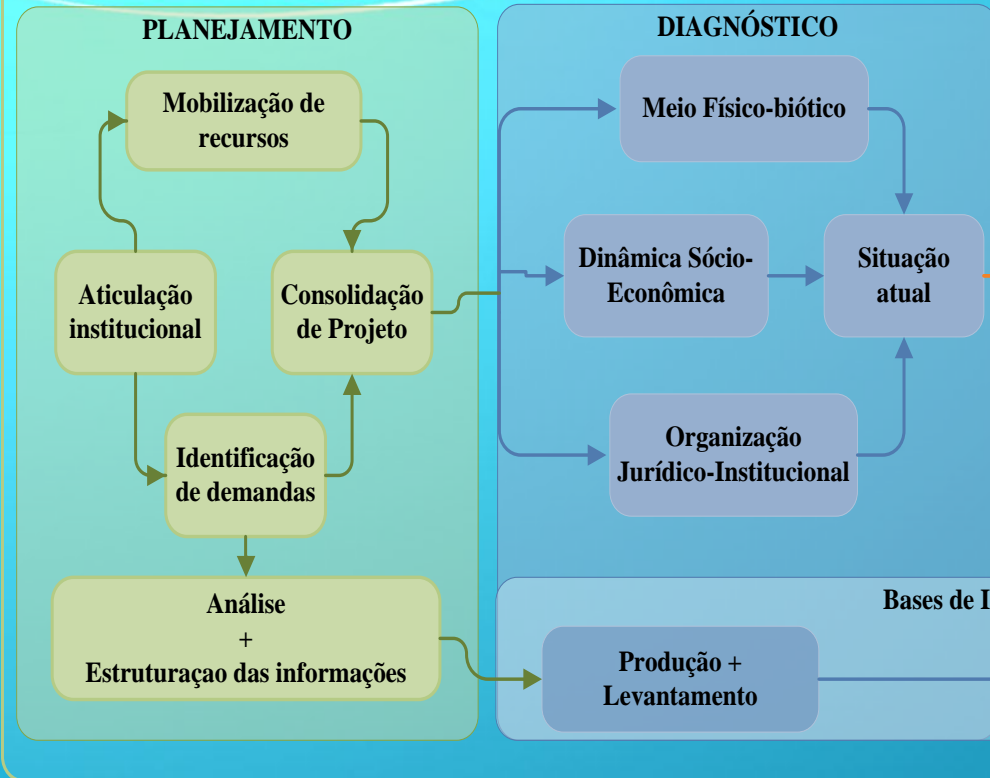 PLANEJAMENTO
Mobilização de
recursos
Aticulação
institucional
Consolidação
de Projeto
Identificação
de demandas
Análise
+
Estruturaçao das informações
DIAGNÓSTICO
Meio Físico-biótico
Dinâmica Sócio-
Econômica
Situação
atual
Organização
Jurídico-Institucional
Bases de
Produção +
Levantamento